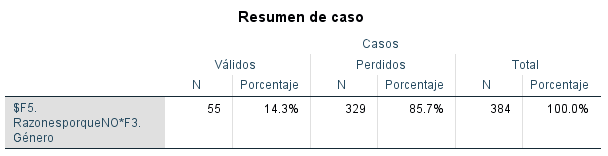 Resumen de caso
Casos
Válidos Perdidos Total
N Porcentaje N Porcentaje N Porcentaje
$F5. 55 14.3% 329 85.7% 384 100.0%
RazonesporqueNO*F3.
Género